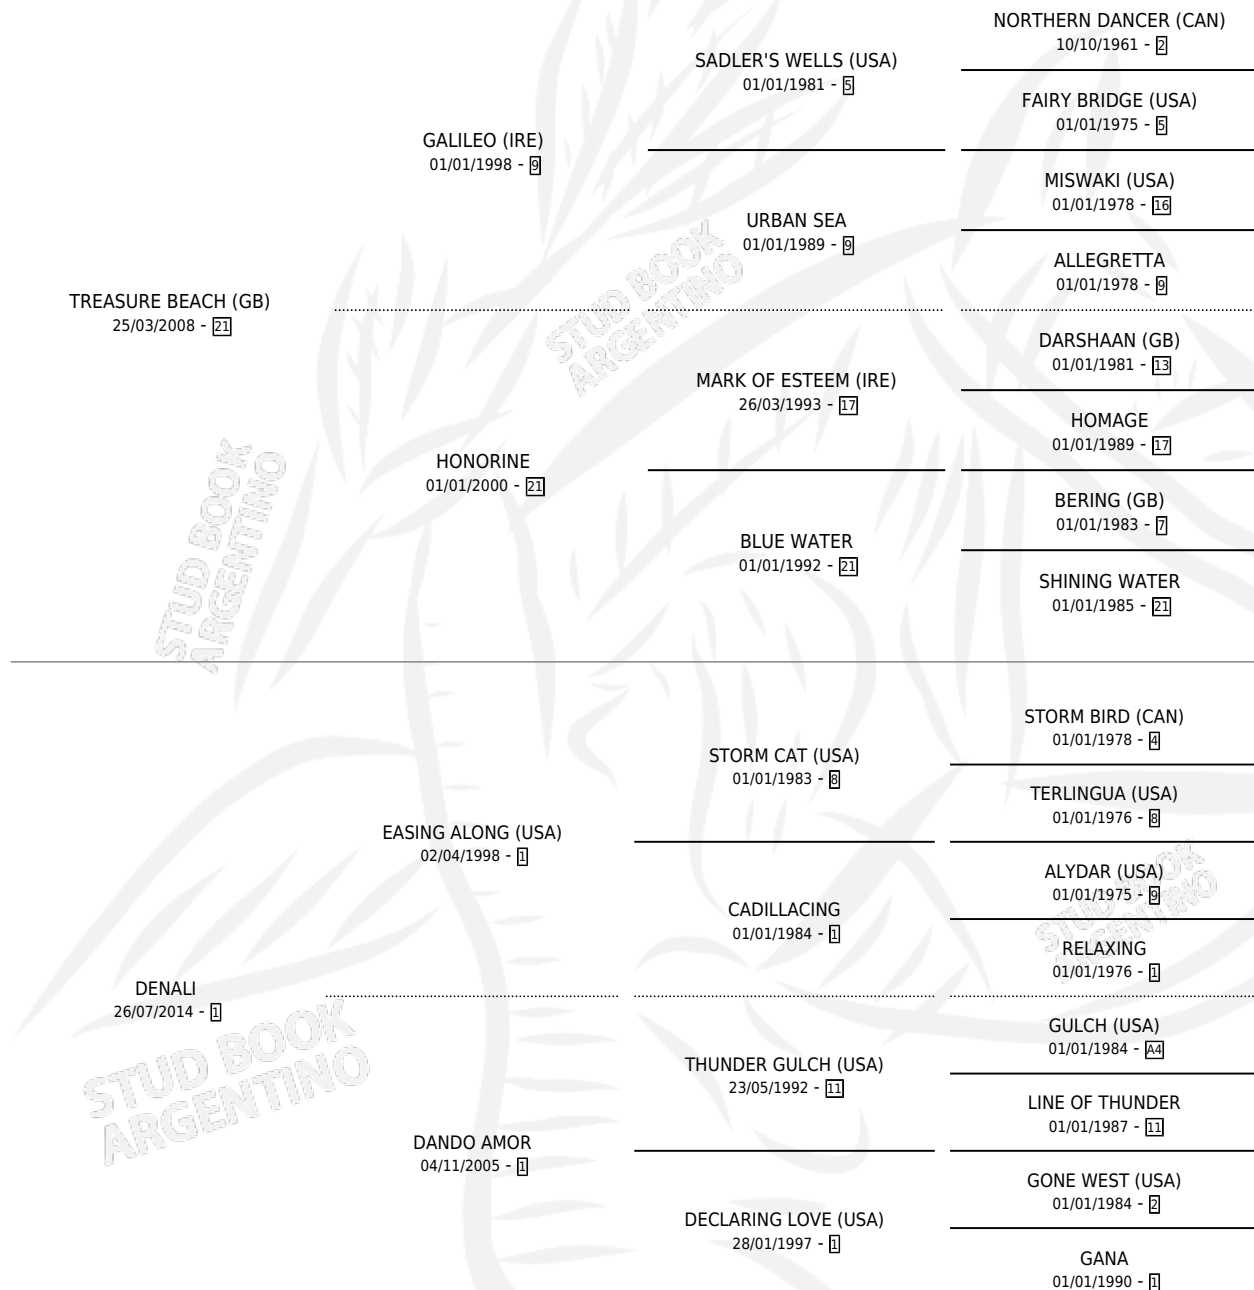 NORTHERN DANCER (CAN)
10/10/1961 - 2
SADLER'S WELLS (USA)
01/01/1981 - 5
FAIRY BRIDGE (USA)
01/01/1975 - 5
GALILEO (IRE)
01/01/1998 - 9
MISWAKI (USA)
01/01/1978 - 16
URBAN SEA
01/01/1989 - 9
ALLEGRETTA
01/01/1978 - 9
TREASURE BEACH (GB)
25/03/2008 - 21
STUD BOOK
ARGENTINO
DARSHAAN (GB)
01/01/1981 - 13
MARK OF ESTEEM (IRE)
26/03/1993 - 17
HOMAGE
01/01/1989 - 17
HONORINE
01/01/2000 - 21
BERING (GB)
01/01/1983 - 7
BLUE WATER
01/01/1992 - 21
SHINING WATER
01/01/1985 - 21
STUD BOOK
ARGENTINO
STORM BIRD (CAN)
01/01/1978 - 4
STORM CAT (USA)
01/01/1983 - 8
TERLINGUA (USA)
01/01/1976 - 8
EASING ALONG (USA)
02/04/1998 - 1
ALYDAR (USA)
01/01/1975 - 9
CADILLACING
01/01/1984 - 1
RELAXING
01/01/1976 - 1
STUD BOOK
ARGENTINO
DENALI
26/07/2014 - 1
STUD BOOK
ARGENTINO
GULCH (USA)
01/01/1984 - A4
THUNDER GULCH (USA)
23/05/1992 - 11
LINE OF THUNDER
01/01/1987 - 11
DANDO AMOR
04/11/2005 - 1
GONE WEST (USA)
01/01/1984 - 2
DECLARING LOVE (USA)
28/01/1997 - 1
GANA
01/01/1990 - 1